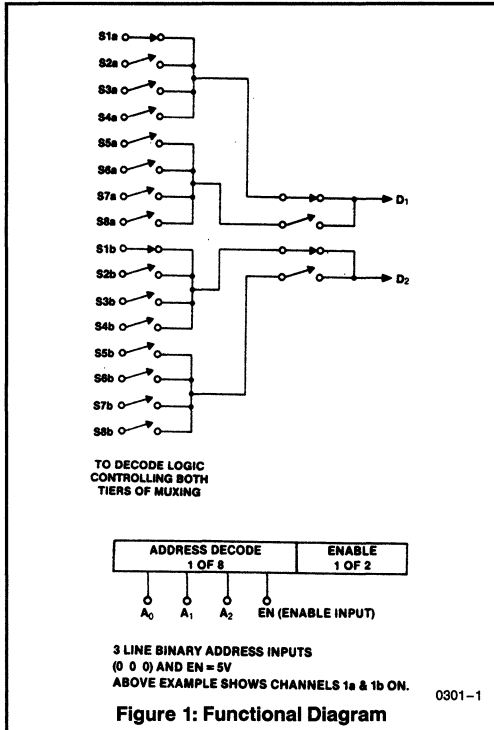 S1a
S2a
S3a
S4a
S5a
S6a
S7a
S8a
S1b
S2b
S3b
S4b
S5b
S6b
S7b
S8b
D1
D2
TO DECODE LOGIC
CONTROLLING BOTH
TIERS OF MUXING
ADDRESS DECODE
1 OF 8
ENABLE
1 OF 2
A0 A1 A2 EN (ENABLE INPUT)
3 LINE BINARY ADDRESS INPUTS
(0 0 0) AND EN = 5V
ABOVE EXAMPLE SHOWS CHANNELS 1a & 1b ON.
0301-1
Figure 1: Functional Diagram